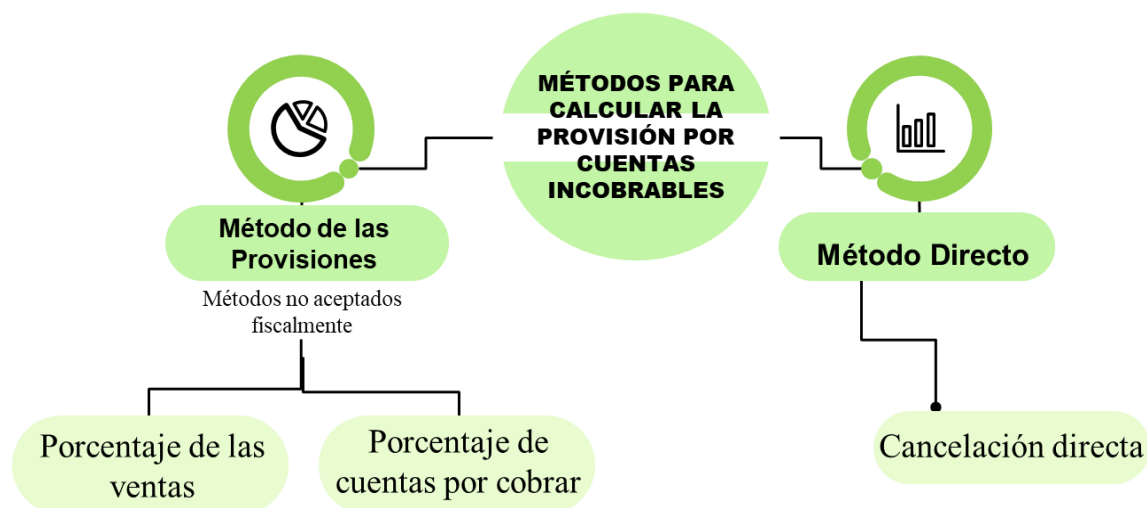 MÉTODOS PARA
CALCULAR LA
PROVISIÓN POR
CUENTAS
INCOBRABLES
Método de las
Provisiones
Métodos no aceptados
fiscalmente
Porcentaje de las
ventas
Porcentaje de
cuentas por cobrar
Método Directo
Cancelación directa